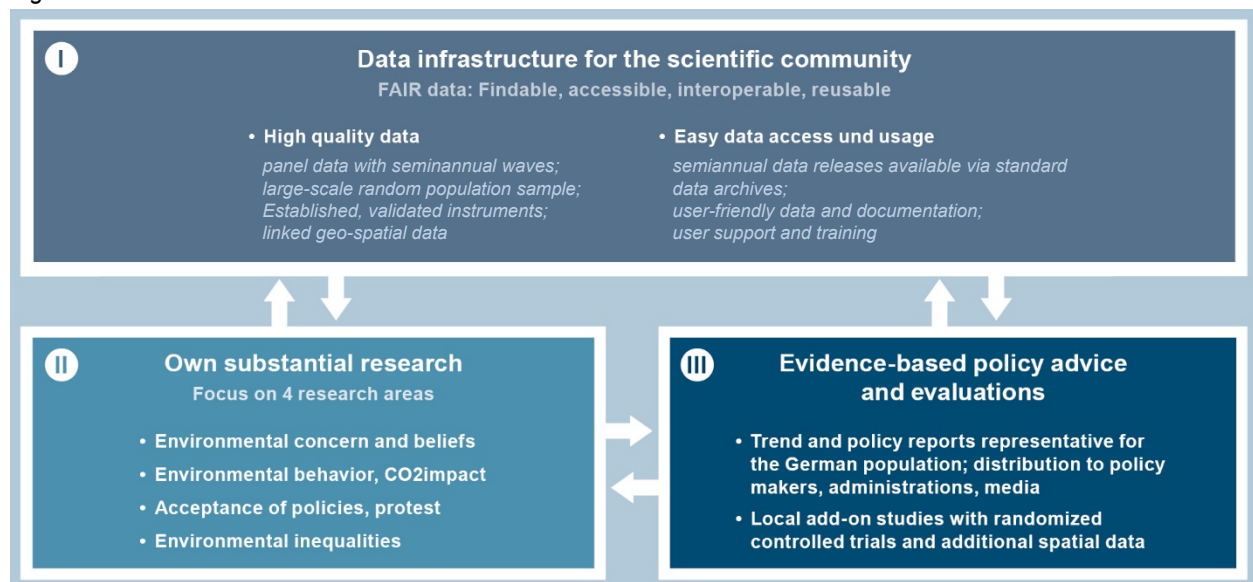 I
Data infrastructure for the scientific community
FAIR data: Findable, accessible, interoperable, reusable
• High quality data
panel data with seminannual waves;
large-scale random population sample;
Established, validated instruments;
linked geo-spatial data
• Easy data access und usage
semiannual data releases available via standard
data archives;
user-friendly data and documentation;
user support and training
II
Own substantial research
Focus on 4 research areas
• Environmental concern and beliefs
• Environmental behavior, CO2impact
• Acceptance of policies, protest
• Environmental inequalities
III
Evidence-based policy advice
and evaluations
• Trend and policy reports representative for
the German population; distribution to policy
makers, administrations, media
• Local add-on studies with randomized
controlled trials and additional spatial data